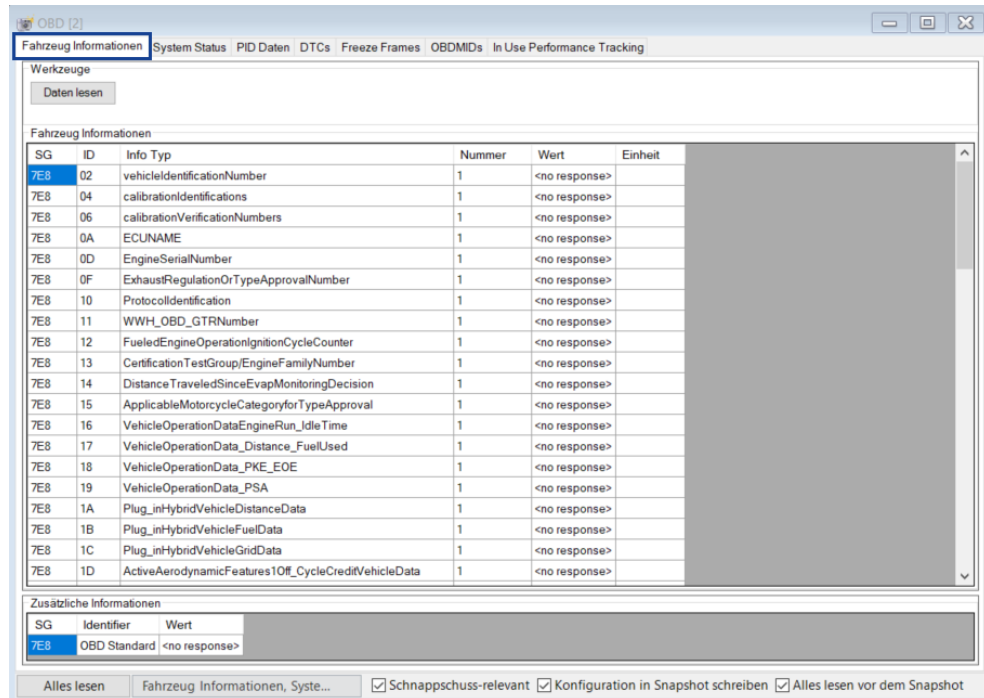 OBD [2]
Fahrzeug Informationen System Status PID Daten DTCs Freeze Frames OBDMIDs In Use Performance Tracking
Werkzeuge
Daten lesen
Fahrzeug Informationen
SG ID Info Typ Nummer Wert Einheit
7E8 02 vehicleIdentificationNumber 1 <no response>
7E8 04 calibrationIdentifications 1 <no response>
7E8 06 calibrationVerificationNumbers 1 <no response>
7E8 0A ECUNAME 1 <no response>
7E8 0D EngineSerialNumber 1 <no response>
7E8 0F ExhaustRegulationOrTypeApprovalNumber 1 <no response>
7E8 10 ProtocolIdentification 1 <no response>
7E8 11 WWH_OBD_GTRNumber 1 <no response>
7E8 12 FueledEngineOperationIgnitionCycleCounter 1 <no response>
7E8 13 CertificationTestGroup/EngineFamilyNumber 1 <no response>
7E8 14 DistanceTraveledSinceEvapMonitoringDecision 1 <no response>
7E8 15 ApplicableMotorcycleCategoryforTypeApproval 1 <no response>
7E8 16 VehicleOperationDataEngineRun_IdleTime 1 <no response>
7E8 17 VehicleOperationData_Distance_FuelUsed 1 <no response>
7E8 18 VehicleOperationData_PKE_EOE 1 <no response>
7E8 19 VehicleOperationData_PSA 1 <no response>
7E8 1A Plug_inHybridVehicleDistanceData 1 <no response>
7E8 1B Plug_inHybridVehicleFuelData 1 <no response>
7E8 1C Plug_inHybridVehicleGridData 1 <no response>
7E8 1D ActiveAerodynamicFeatures1Off_CycleCreditVehicleData 1 <no response>
Zusätzliche Informationen
SG Identifier Wert
7E8 OBD Standard <no response>
Alles lesen Fahrzeug Informationen, Syste... Schnappschuss-relevant Konfiguration in Snapshot schreiben Alles lesen vor dem Snapshot